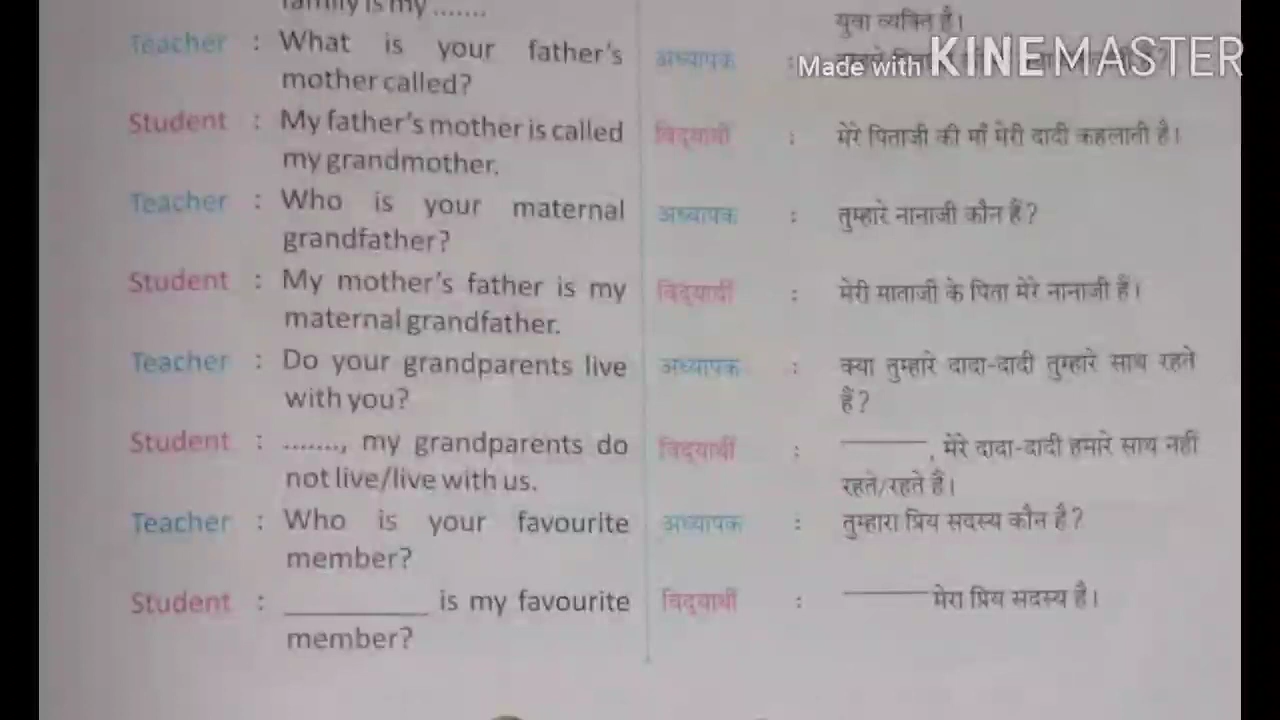 family is my .......
Teacher : What is your father's
mother called?
Student : My father's mother is called
my grandmother.
Teacher : Who is your maternal
grandfather?
Student : My mother's father is my
maternal grandfather.
Teacher : Do your grandparents live
with you?
Student : ......., my grandparents do
not live/live with us.
Teacher : Who is your favourite
member?
Student : __________ is my favourite
member?
युवा व्यक्ति है।
अध्यापक :
Made with KINEMASTER
विद्यार्थी : मेरे पिताजी की माँ मेरी दादी कहलाती है।
अध्यापक : तुम्हारे नानाजी कौन हैं?
विद्यार्थी : मेरी माताजी के पिता मेरे नानाजी हैं।
अध्यापक : क्या तुम्हारे दादा-दादी तुम्हारे साथ रहते
हैं?
विद्यार्थी : ________, मेरे दादा-दादी हमारे साथ नहीं
रहते/रहते हैं।
अध्यापक : तुम्हारा प्रिय सदस्य कौन है?
विद्यार्थी : ________ मेरा प्रिय सदस्य है।